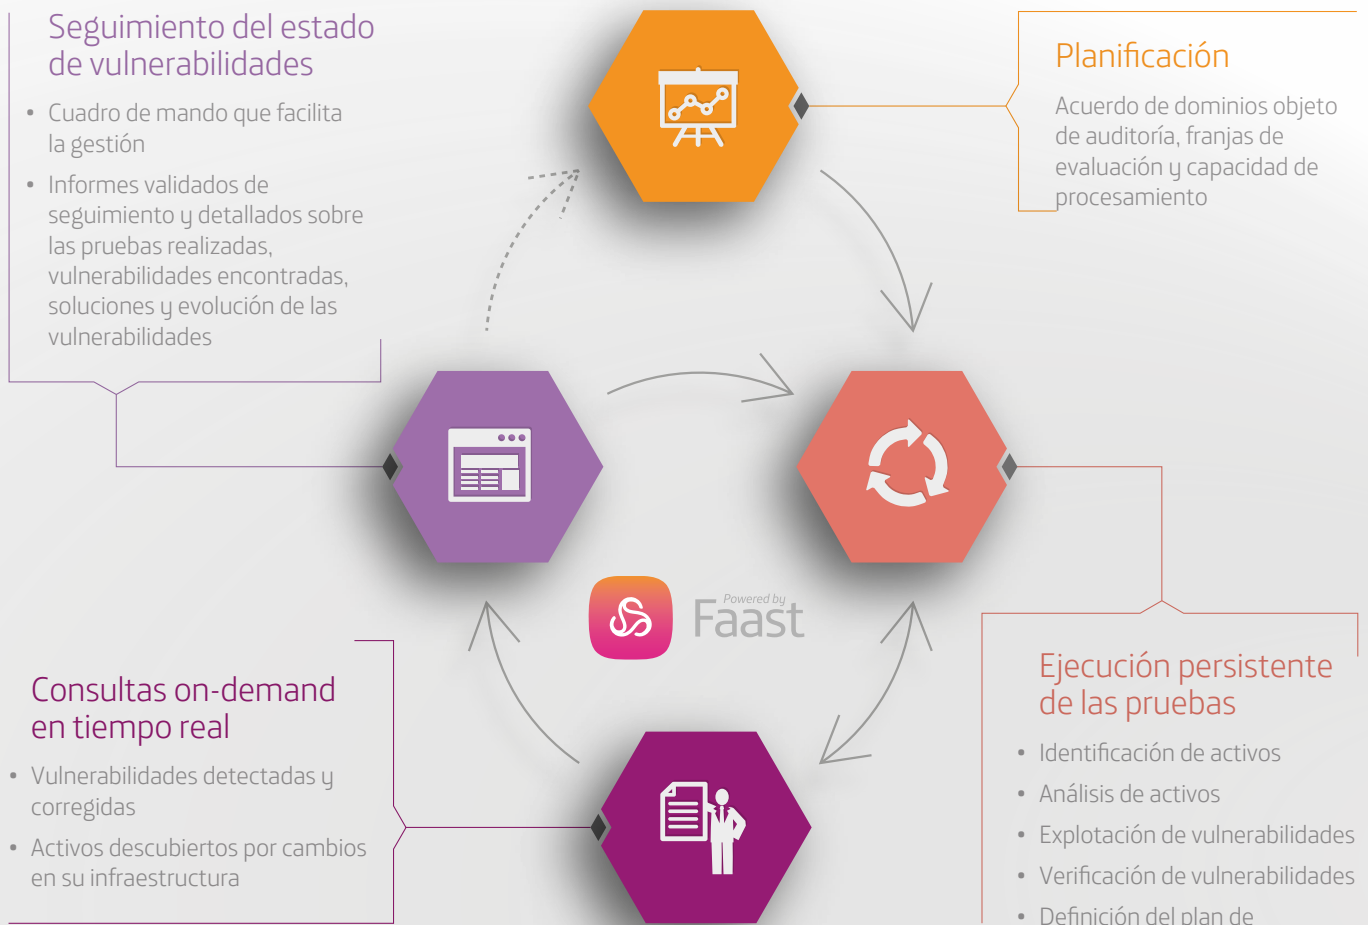 Seguimiento del estado
de vulnerabilidades
• Cuadro de mando que facilita
la gestión
• Informes validados de
seguimiento y detallados sobre
las pruebas realizadas,
vulnerabilidades encontradas,
soluciones y evolución de las
vulnerabilidades
Planificación
Acuerdo de dominios objeto
de auditoría, franjas de
evaluación y capacidad de
procesamiento
Powered by
Faast
Consultas on-demand
en tiempo real
• Vulnerabilidades detectadas y
corregidas
• Activos descubiertos por cambios
en su infraestructura
Ejecución persistente
de las pruebas
• Identificación de activos
• Análisis de activos
• Explotación de vulnerabilidades
• Verificación de vulnerabilidades
• Definición del plan de